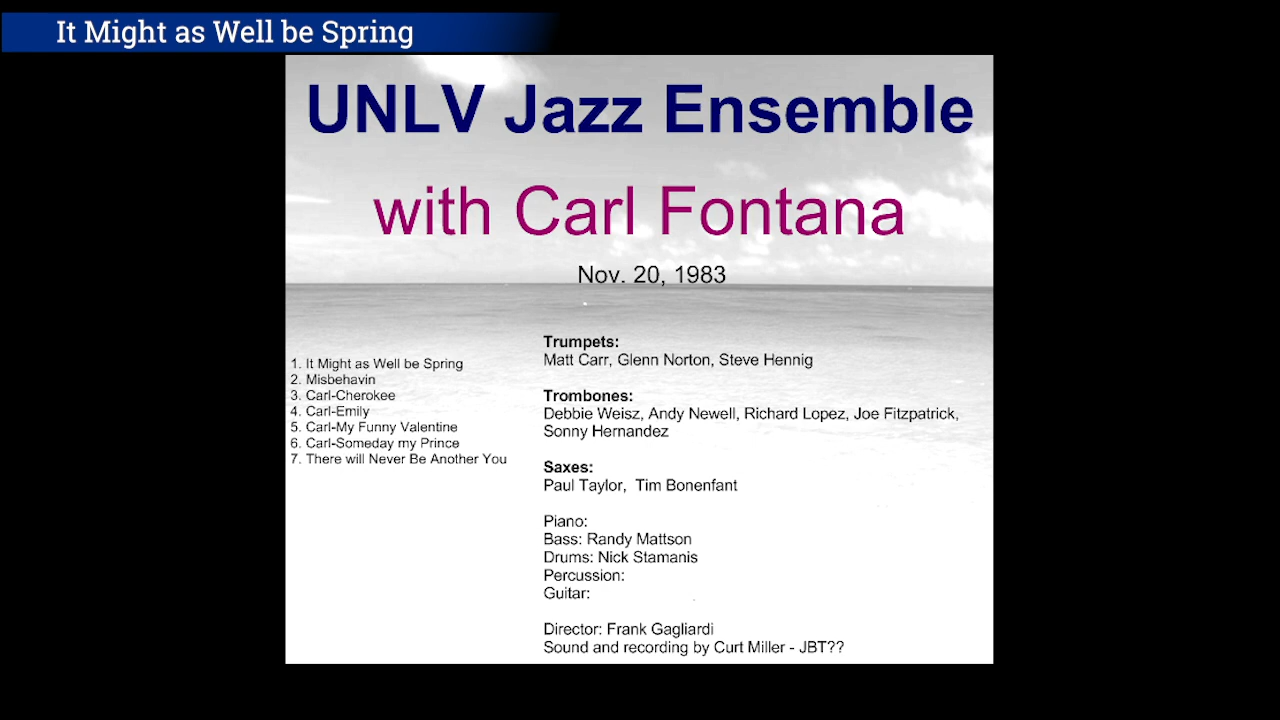 It Might as Well be Spring
UNLV Jazz Ensemble
with Carl Fontana
Nov. 20, 1983
1. It Might as Well be Spring
2. Misbehavin
3. Carl-Cherokee
4. Carl-Emily
5. Carl-My Funny Valentine
6. Carl-Someday my Prince
7. There will Never Be Another You
Trumpets:
Matt Carr, Glenn Norton, Steve Hennig
Trombones:
Debbie Weisz, Andy Newell, Richard Lopez, Joe Fitzpatrick,
Sonny Hernandez
Saxes:
Paul Taylor,  Tim Bonenfant
Piano:
Bass: Randy Mattson
Drums: Nick Stamanis
Percussion:
Guitar:
Director: Frank Gagliardi
Sound and recording by Curt Miller - JBT??